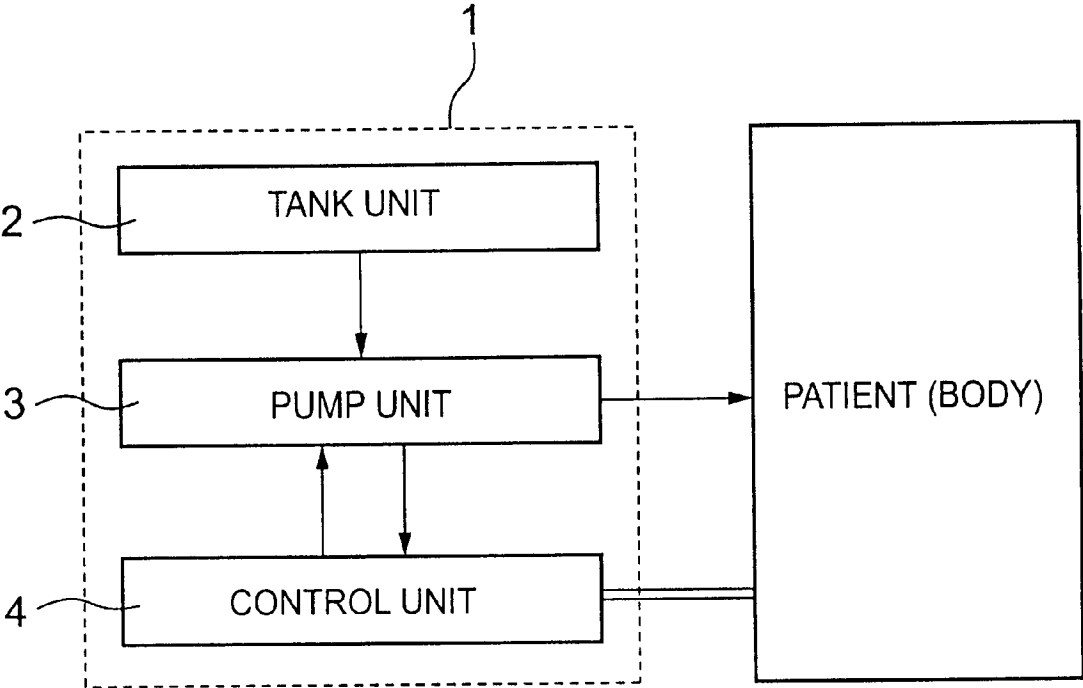 1
TANK UNIT
2
3
PUMP UNIT
PATIENT (BODY)
CONTROL UNIT
4